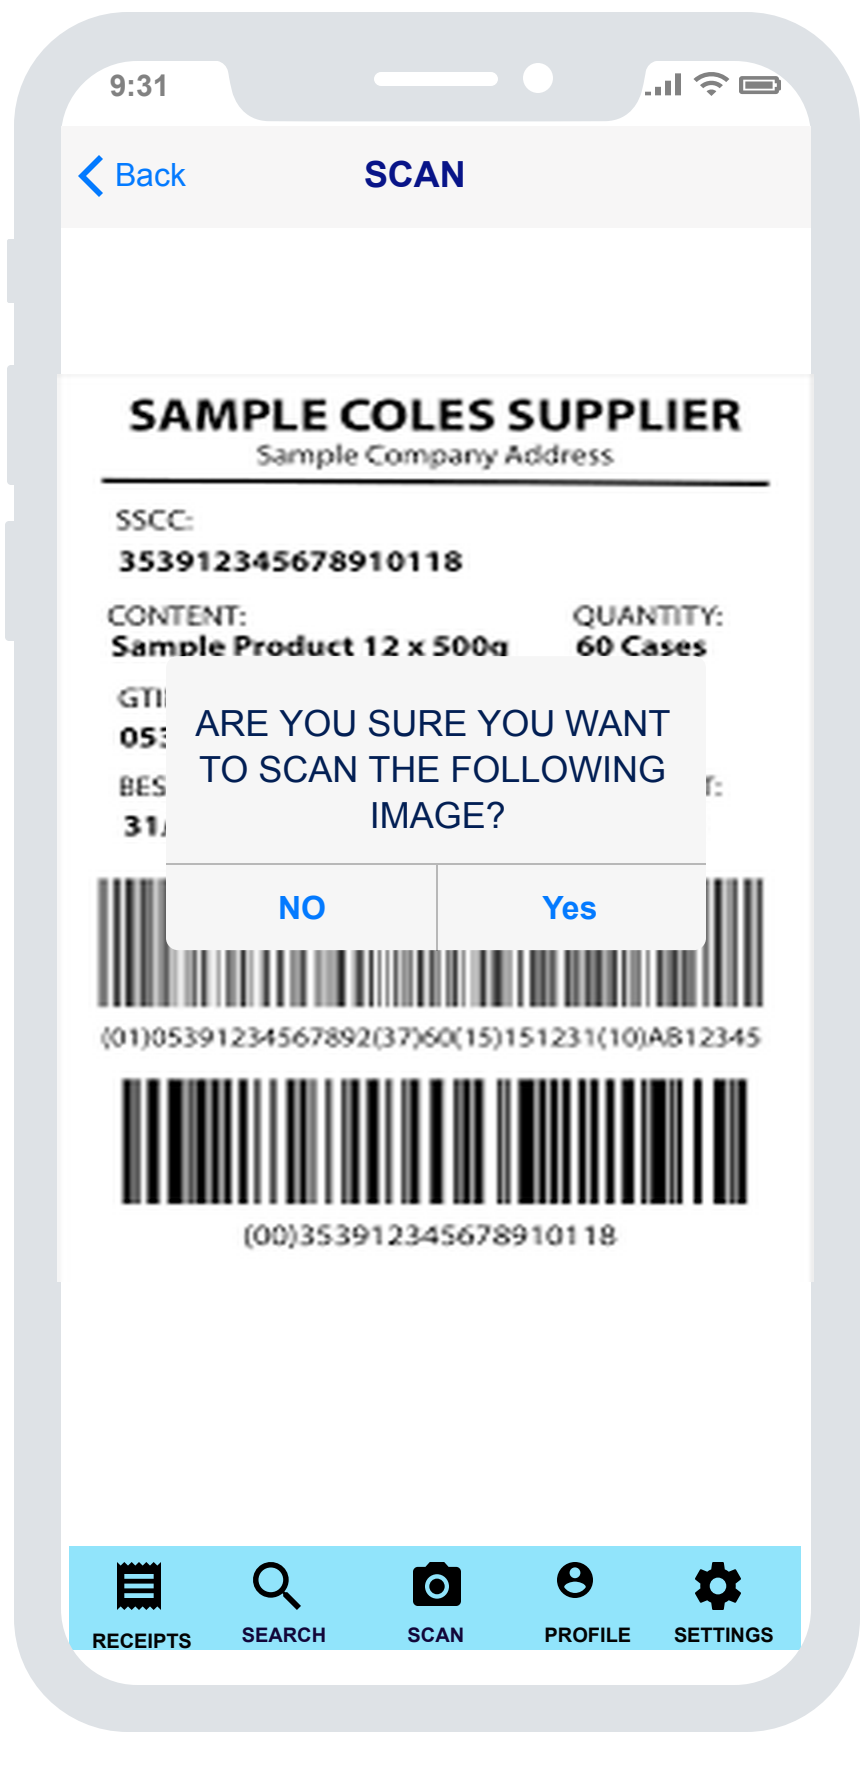 9:31
Back
SCAN
SAMPLE COLES SUPPLIER
Sample Company Address
SSCC:
353912345678910118
CONTENT: QUANTITY:
Sample Product 12 x 500g 60 Cases
ARE YOU SURE YOU WANT
TO SCAN THE FOLLOWING
IMAGE?
NO Yes
(01)05391234567892(37)60(15)151231(10)AB12345
(00)353912345678910118
RECEIPTS SEARCH SCAN PROFILE SETTINGS